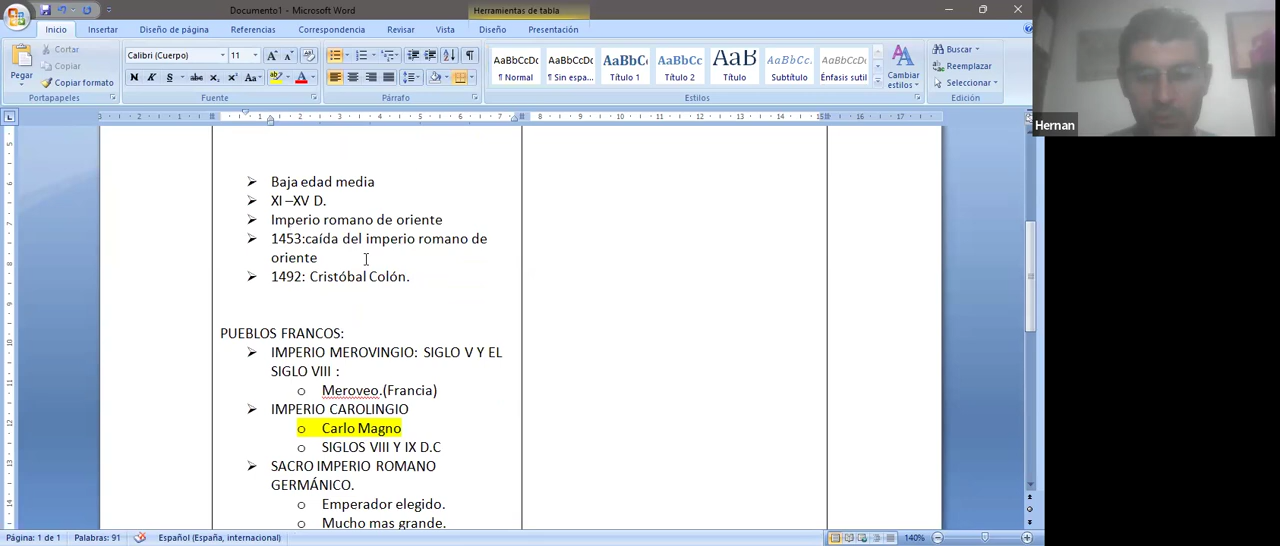 Documento1 - Microsoft Word
Herramientas de tabla
Inicio Insertar Diseño de página Referencias Correspondencia Revisar Vista Diseño Presentación
Pegar
Cortar
Copiar
Copiar formato
Portapapeles
Calibri (Cuerpo) 11
Fuente
Párrafo
AaBbCcDc AaBbCcDc AaBbC AaBbCc AaB AaBbCc. AaBbCcDc
¶ Normal ¶ Sin espa... Título 1 Título 2 Título Subtítulo Énfasis sutil
Cambiar estilos
Estilos
Buscar
Reemplazar
Seleccionar
Edición
Hernan
Baja edad media
XI –XV D.
Imperio romano de oriente
1453:caída del imperio romano de
oriente
1492: Cristóbal Colón.
PUEBLOS FRANCOS:
IMPERIO MEROVINGIO: SIGLO V Y EL
SIGLO VIII :
Meroveo.(Francia)
IMPERIO CAROLINGIO
Carlo Magno
SIGLOS VIII Y IX D.C
SACRO IMPERIO ROMANO
GERMÁNICO.
Emperador elegido.
Mucho mas grande.
Página: 1 de 1 Palabras: 91 Español (España, internacional) 140%